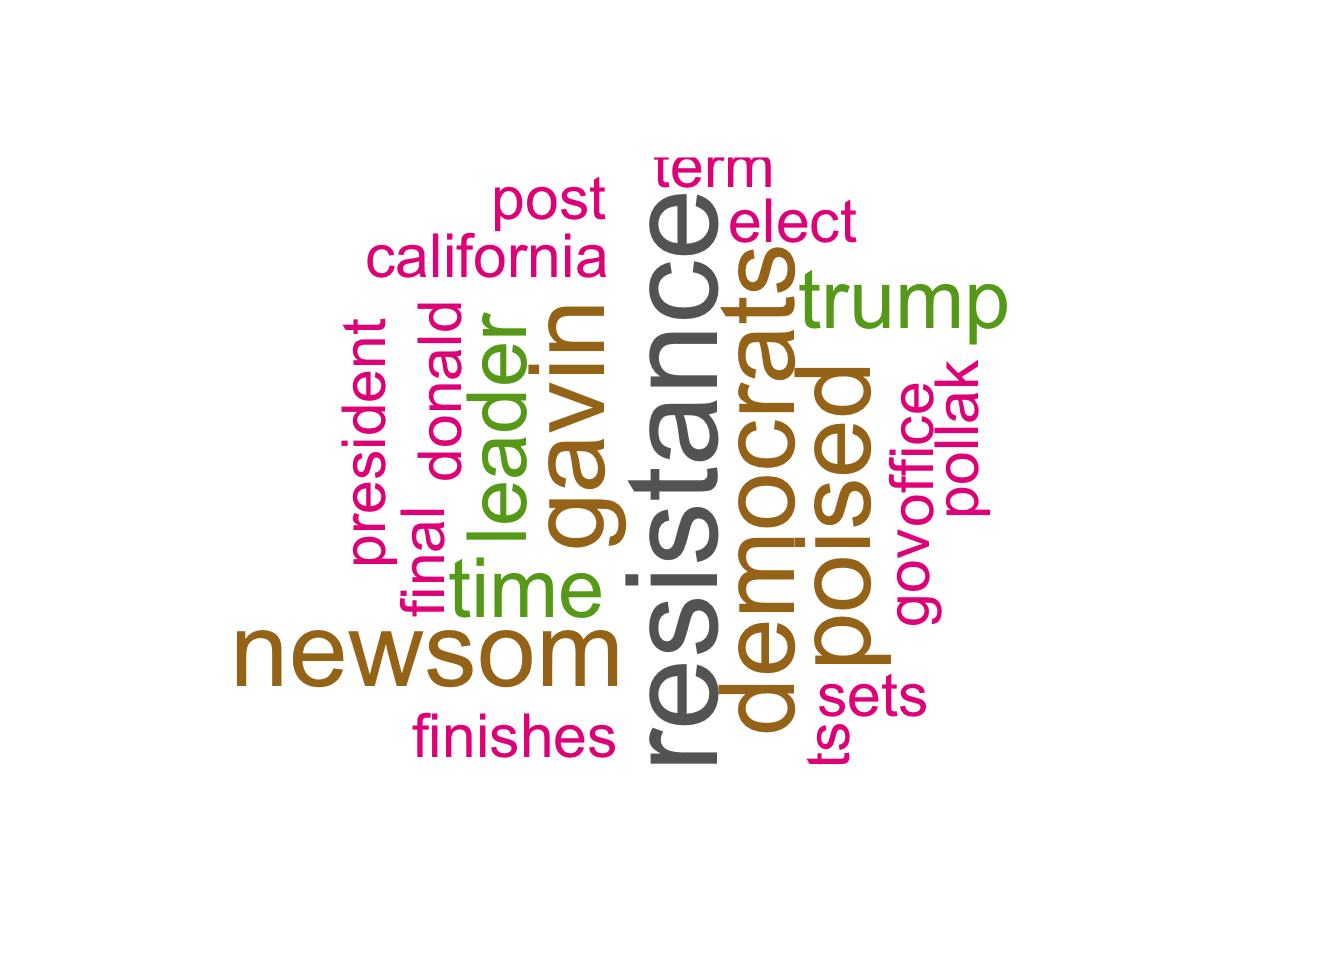 term
post
elect
california
trump
resistance
democrats
gavin
leader
donald
president
poised
pollak
govoffice
final
time
newsom
sets
finishes